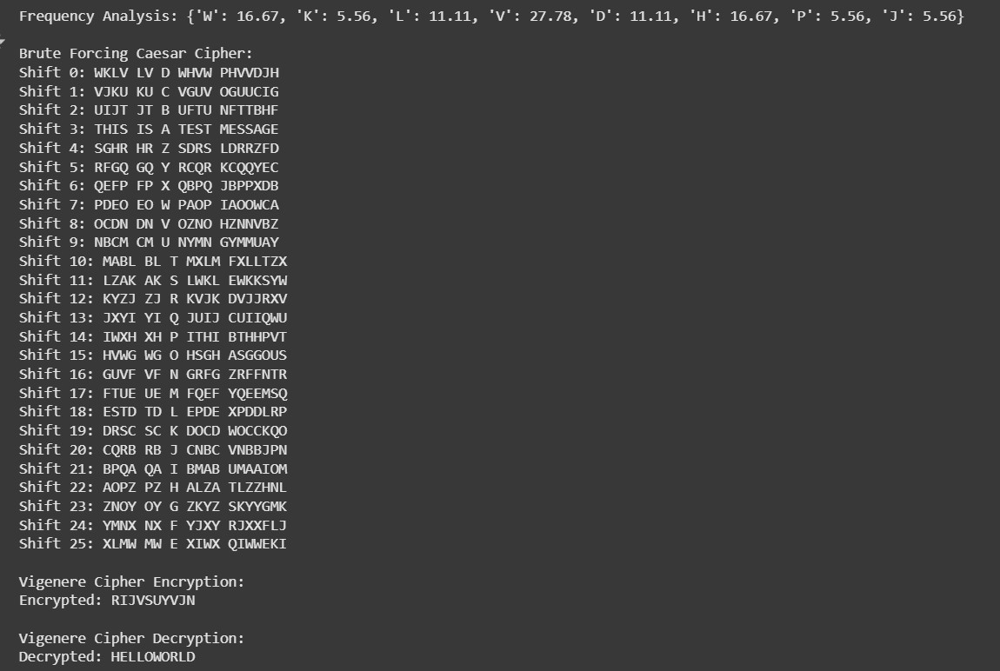 Frequency Analysis: {'W': 16.67, 'K': 5.56, 'L': 11.11, 'V': 27.78, 'D': 11.11, 'H': 16.67, 'P': 5.56, 'J': 5.56}
Brute Forcing Caesar Cipher:
Shift 0: WKLV LV D WHVW PHVVDJH
Shift 1: VJKU KU C VGUV OGUUCIG
Shift 2: UIJT JT B UFTU NFTTBHF
Shift 3: THIS IS A TEST MESSAGE
Shift 4: SGHR HR Z SDRS LDRRZFD
Shift 5: RFGQ GQ Y RCQR KCQQYEC
Shift 6: QEFP FP X QBPQ JBPPXDB
Shift 7: PDEO EO W PAOP IAOOWCA
Shift 8: OCDN DN V OZNO HZNNVBZ
Shift 9: NBCM CM U NYMN GYMMUAY
Shift 10: MABL BL T MXLM FXLLTZX
Shift 11: LZAK AK S LWKL EWKKSYW
Shift 12: KYZJ ZJ R KVJK DVJJRXV
Shift 13: JXYI YI Q JUIJ CUIIQWU
Shift 14: IWXH XH P ITHI BTHHPVT
Shift 15: HVWG WG O HSGH ASGGOUS
Shift 16: GUVF VF N GRFG ZRFFNTR
Shift 17: FTUE UE M FQEF YQEEMSQ
Shift 18: ESTD TD L EPDE XPDDLRP
Shift 19: DRSC SC K DOCD WOCCKQO
Shift 20: CQRB RB J CNBC VNBBJPN
Shift 21: BPQA QA I BMAB UMAAIOM
Shift 22: AOPZ PZ H ALZA TLZZHNL
Shift 23: ZNOY OY G ZKYZ SKYYGMK
Shift 24: YMNX NX F YJXY RJXXFLJ
Shift 25: XLMW MW E XIWX QIWWEKI
Vigenere Cipher Encryption:
Encrypted: RIJVSUYVJN
Vigenere Cipher Decryption:
Decrypted: HELLOWORLD